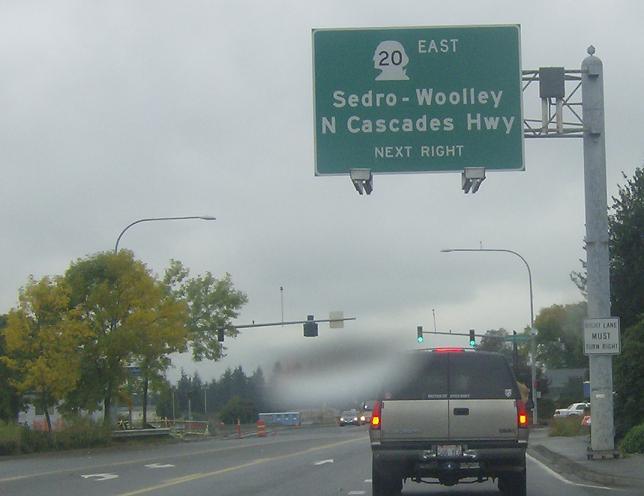 20 EAST
Sedro-Woolley
N Cascades Hwy
NEXT RIGHT
RIGHT LANE
MUST
TURN RIGHT